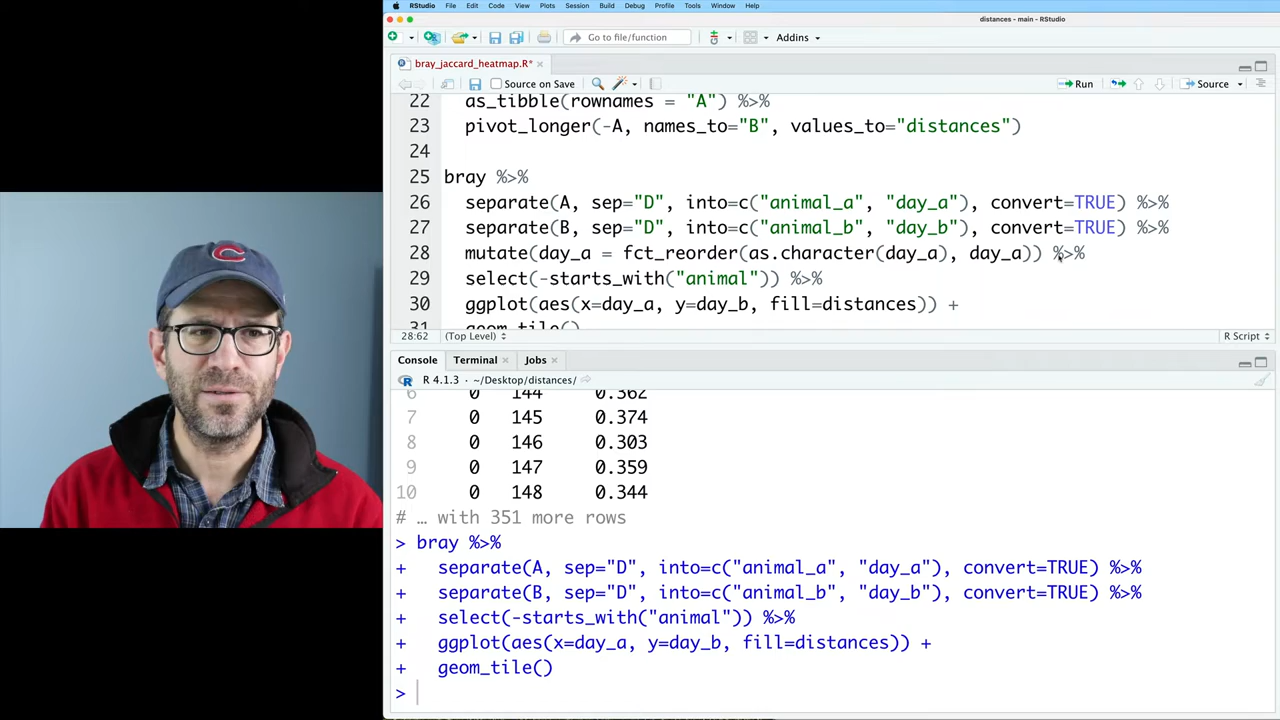 RStudio File Edit Code View Plots Session Build Debug Profile Tools Window Help
distances - main - RStudio
Go to file/function Addins
bray_jaccard_heatmap.R*
Source on Save Run Source
22 as_tibble(rownames = "A") %>%
23 pivot_longer(-A, names_to="B", values_to="distances")
24
25 bray %>%
26 separate(A, sep="D", into=c("animal_a", "day_a"), convert=TRUE) %>%
27 separate(B, sep="D", into=c("animal_b", "day_b"), convert=TRUE) %>%
28 mutate(day_a = fct_reorder(as.character(day_a), day_a)) %>%
29 select(-starts_with("animal")) %>%
30 ggplot(aes(x=day_a, y=day_b, fill=distances)) +
31 geom_tile()
28:62 (Top Level) R Script
Console Terminal Jobs
R 4.1.3 · ~/Desktop/distances/
6 0 144 0.362
7 0 145 0.374
8 0 146 0.303
9 0 147 0.359
10 0 148 0.344
# … with 351 more rows
> bray %>%
+ separate(A, sep="D", into=c("animal_a", "day_a"), convert=TRUE) %>%
+ separate(B, sep="D", into=c("animal_b", "day_b"), convert=TRUE) %>%
+ select(-starts_with("animal")) %>%
+ ggplot(aes(x=day_a, y=day_b, fill=distances)) +
+ geom_tile()
>
C